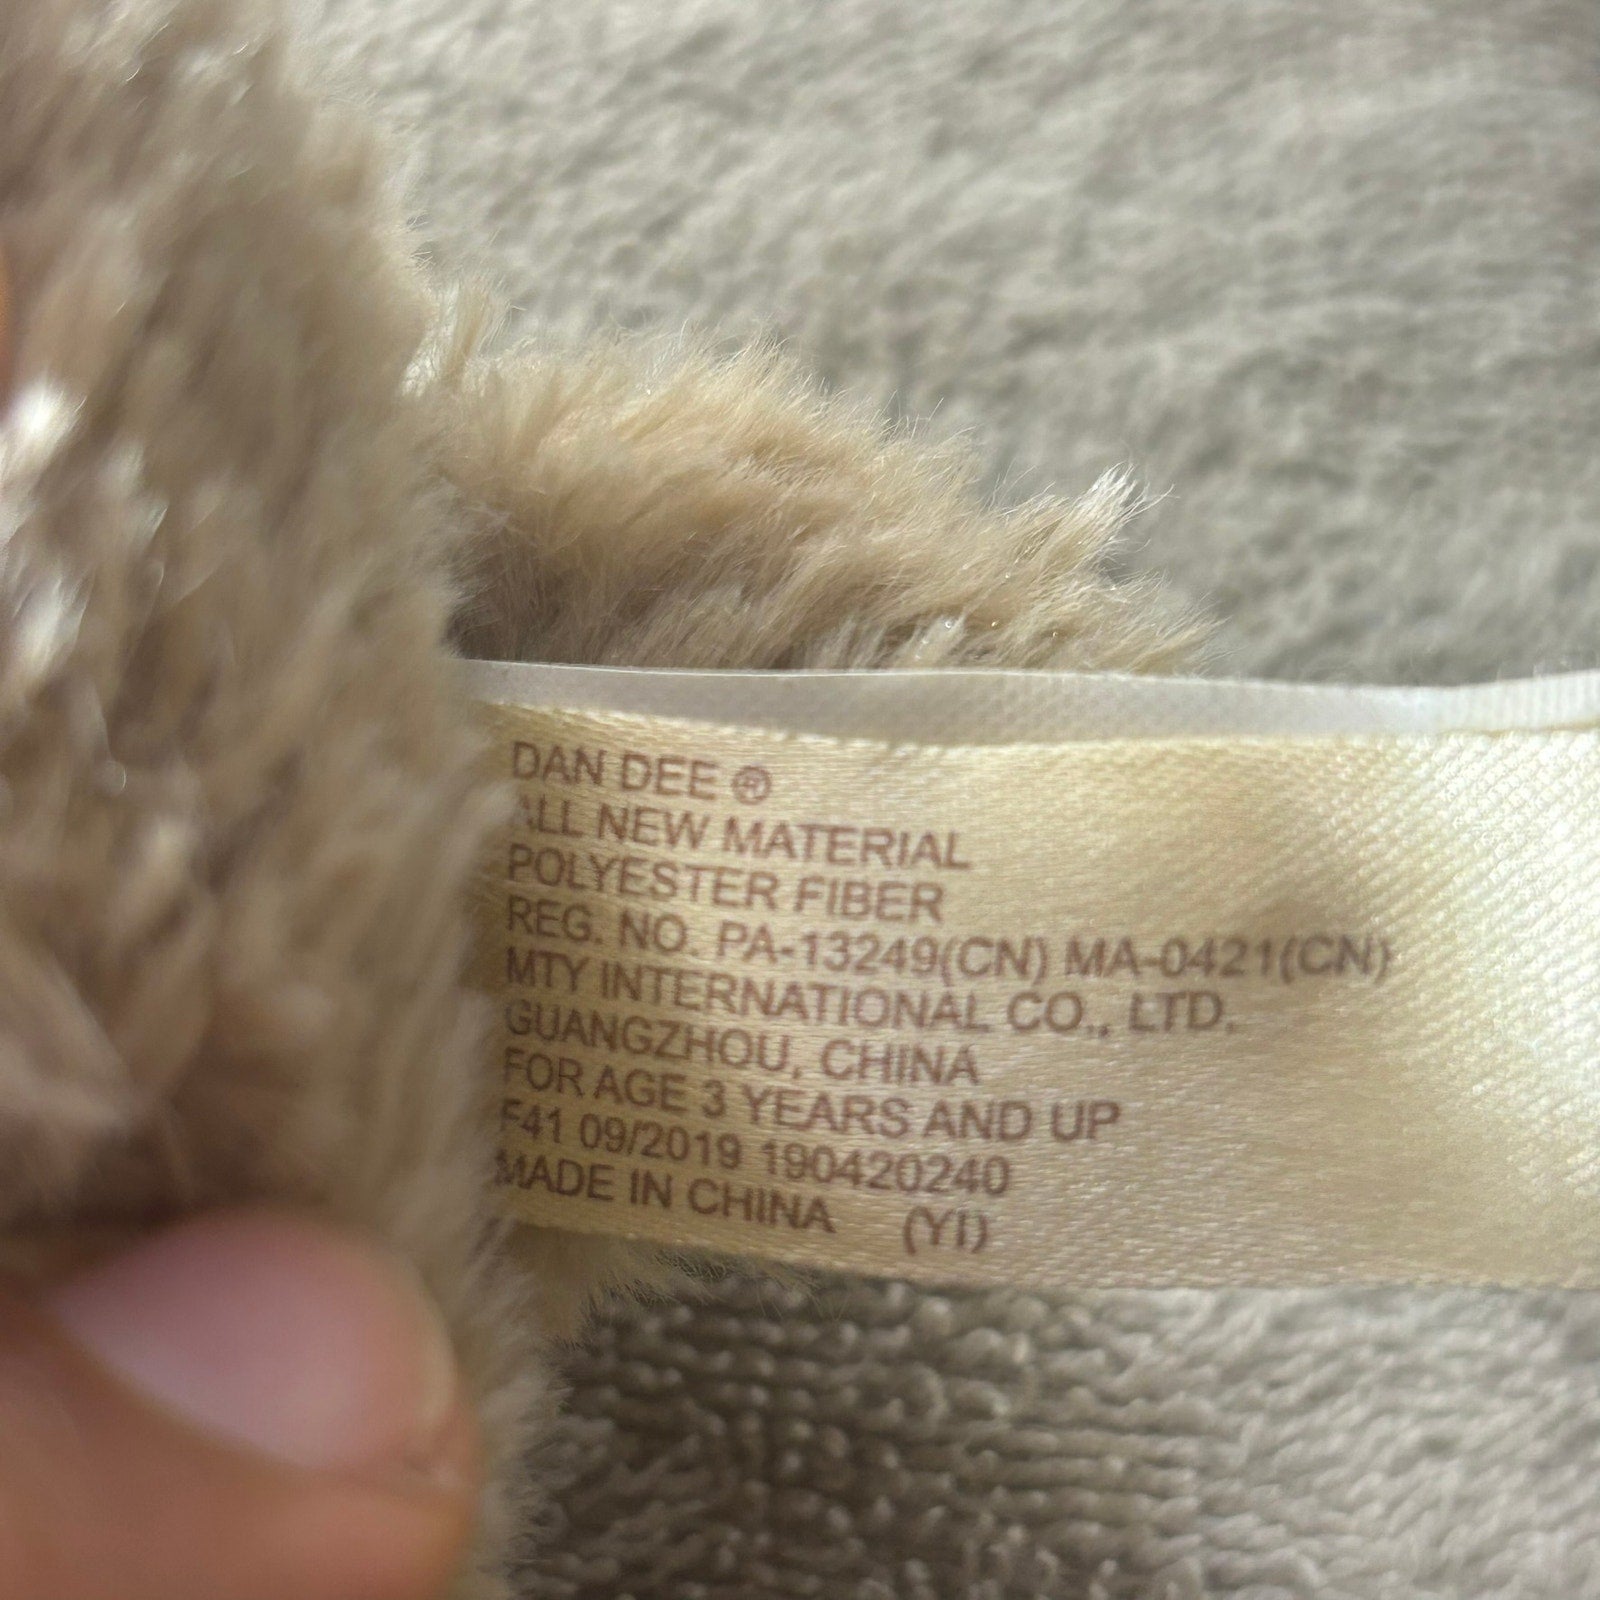 DAN DEE ®
ALL NEW MATERIAL
POLYESTER FIBER
REG. NO. PA-13249(CN) MA-0421(CN)
MTY INTERNATIONAL CO., LTD.
GUANGZHOU, CHINA
FOR AGE 3 YEARS AND UP
F41 09/2019 190420240
MADE IN CHINA (YI)